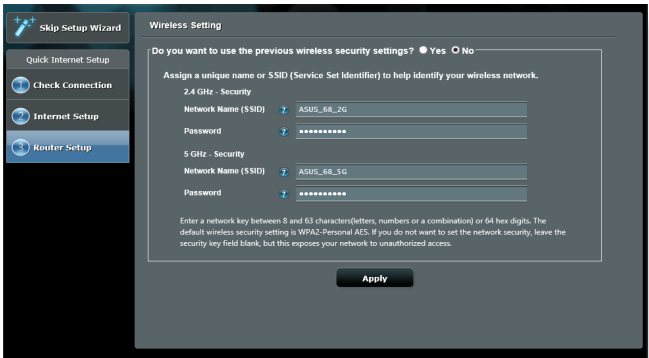 Skip Setup Wizard
Quick Internet Setup
1 Check Connection
2 Internet Setup
3 Router Setup
Wireless Setting
Do you want to use the previous wireless security settings? Yes No
Assign a unique name or SSID (Service Set Identifier) to help identify your wireless network.
2.4 GHz - Security
Network Name (SSID) ? ASUS_68_2G
Password ? ••••••••••
5 GHz - Security
Network Name (SSID) ? ASUS_68_5G
Password ? ••••••••••
Enter a network key between 8 and 63 characters(letters, numbers or a combination) or 64 hex digits. The
default wireless security setting is WPA2-Personal AES. If you do not want to set the network security, leave the
security key field blank, but this exposes your network to unauthorized access.
Apply